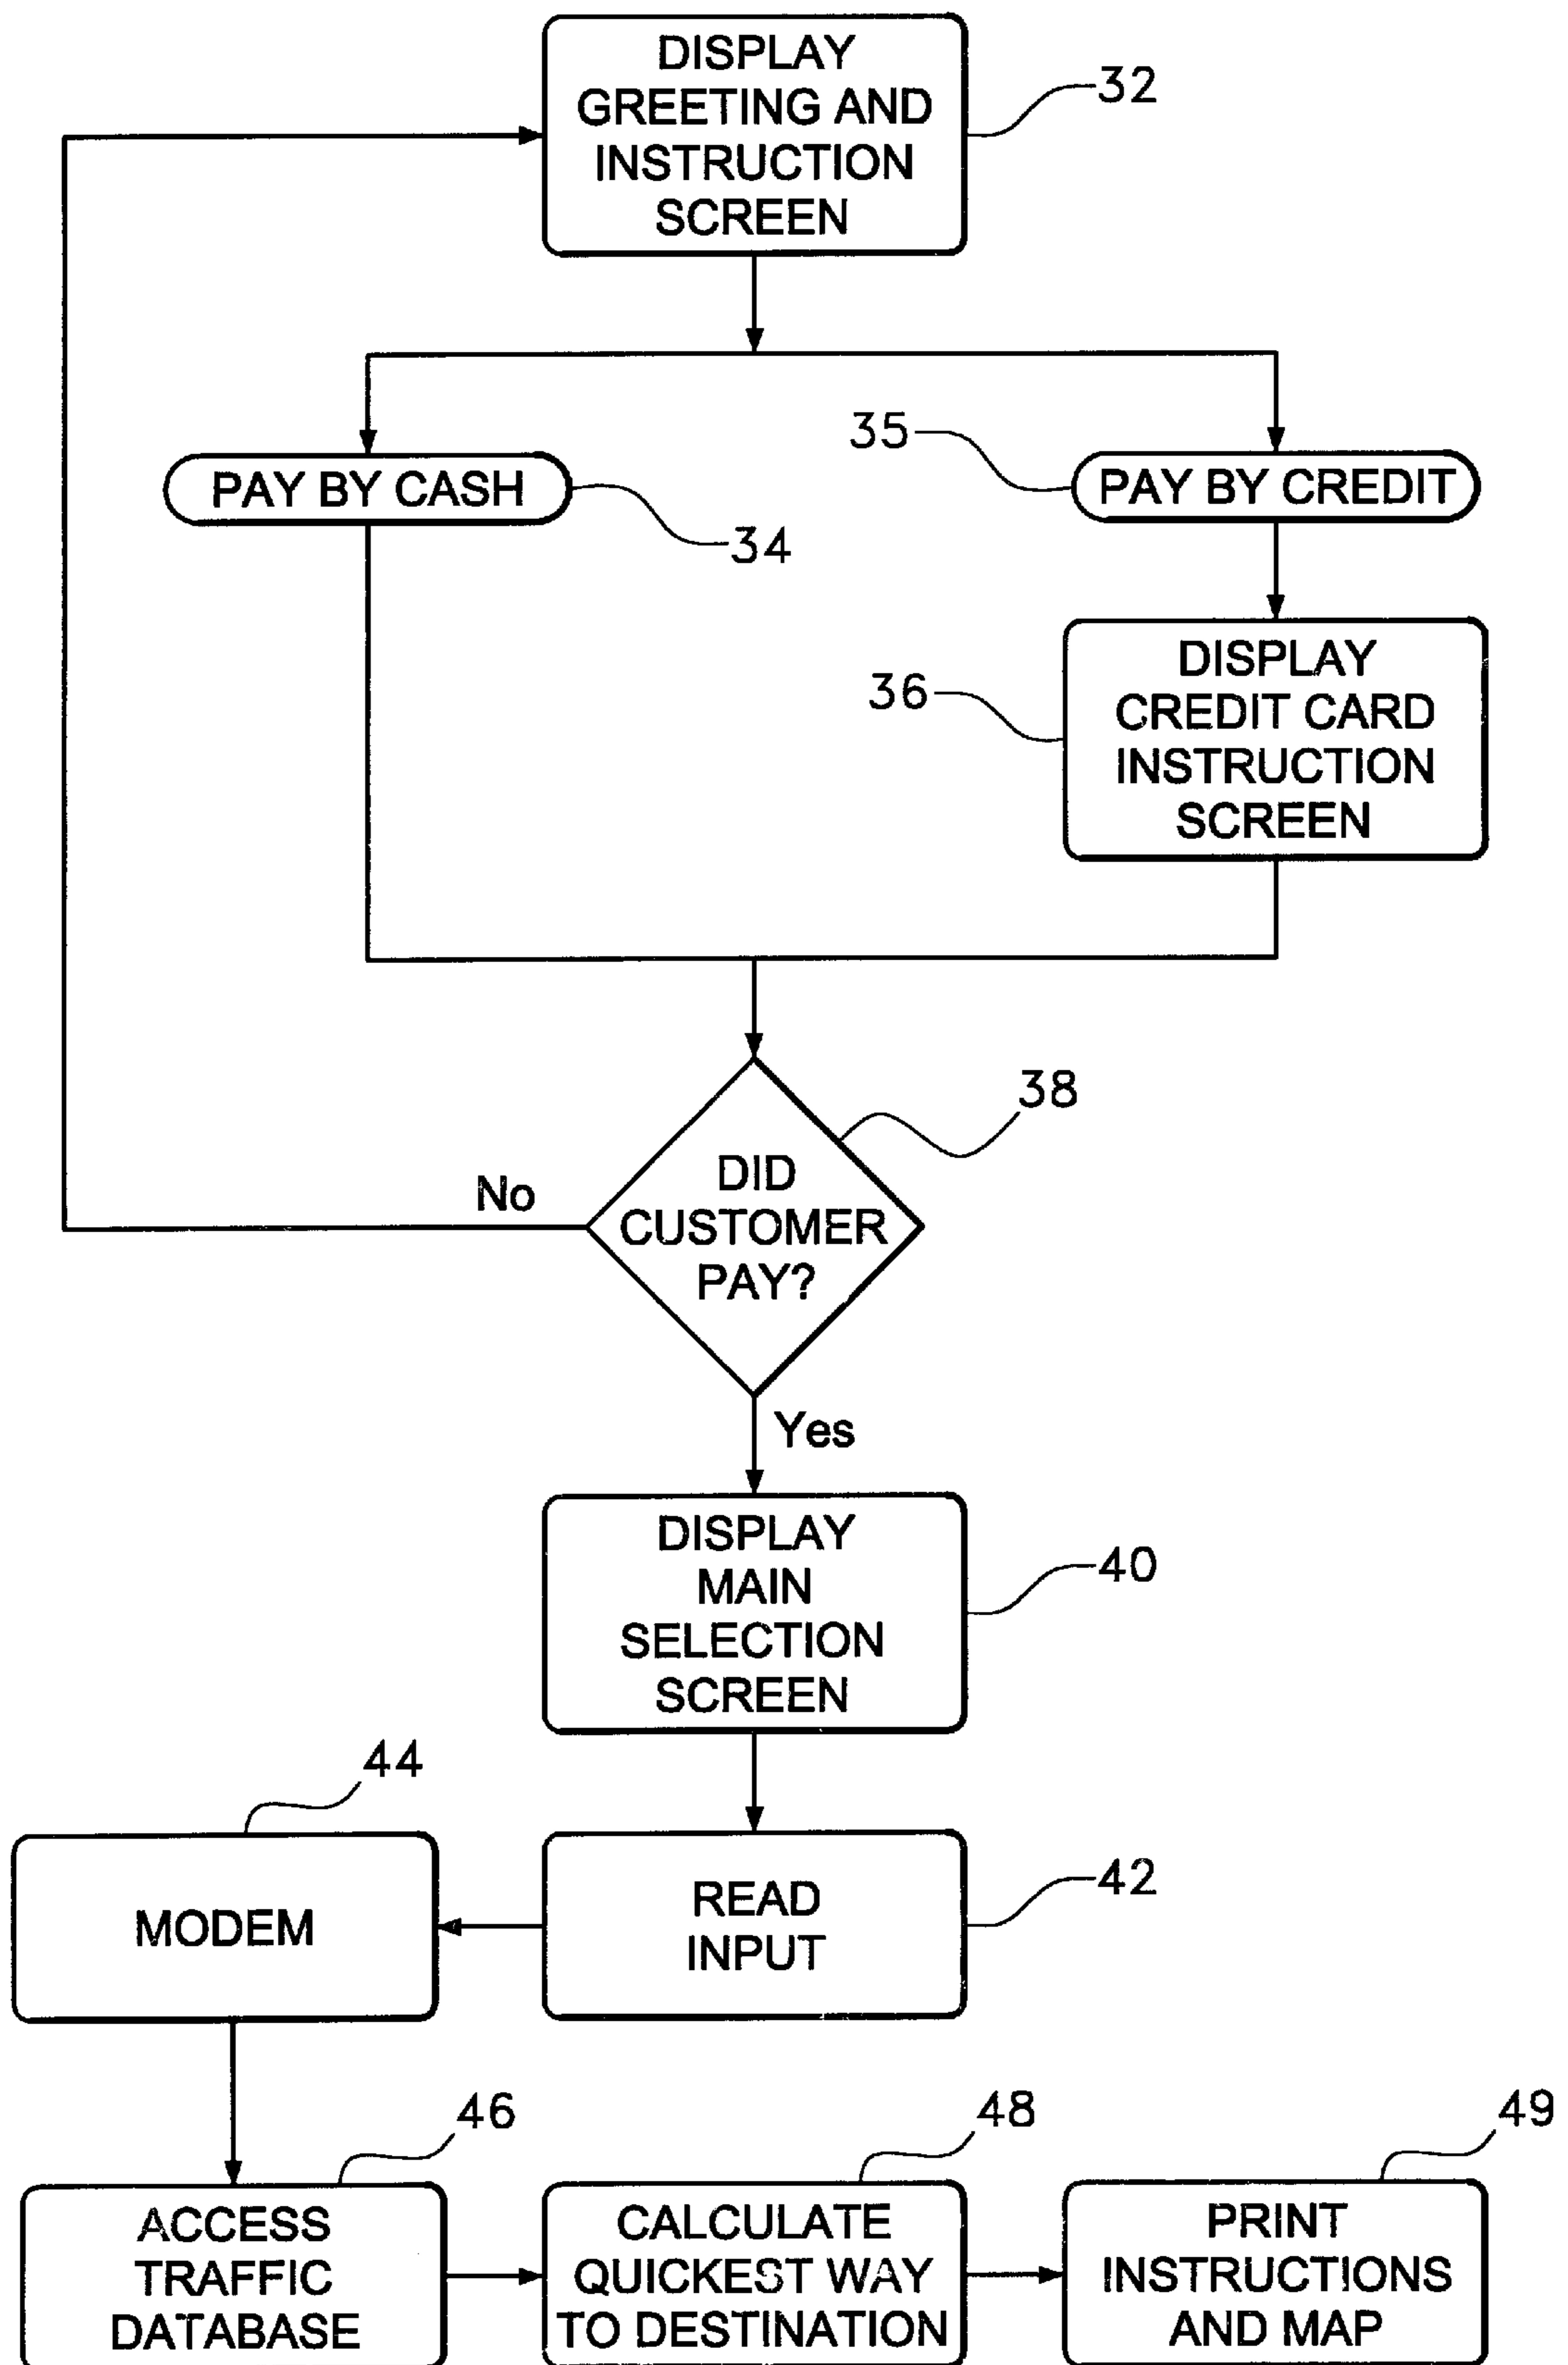 DISPLAY
GREETING AND
INSTRUCTION
SCREEN
32
PAY BY CASH
34
35
PAY BY CREDIT
36
DISPLAY
CREDIT CARD
INSTRUCTION
SCREEN
38
DID
CUSTOMER
PAY?
No
Yes
DISPLAY
MAIN
SELECTION
SCREEN
40
44
MODEM
READ
INPUT
42
46
ACCESS
TRAFFIC
DATABASE
48
CALCULATE
QUICKEST WAY
TO DESTINATION
49
PRINT
INSTRUCTIONS
AND MAP